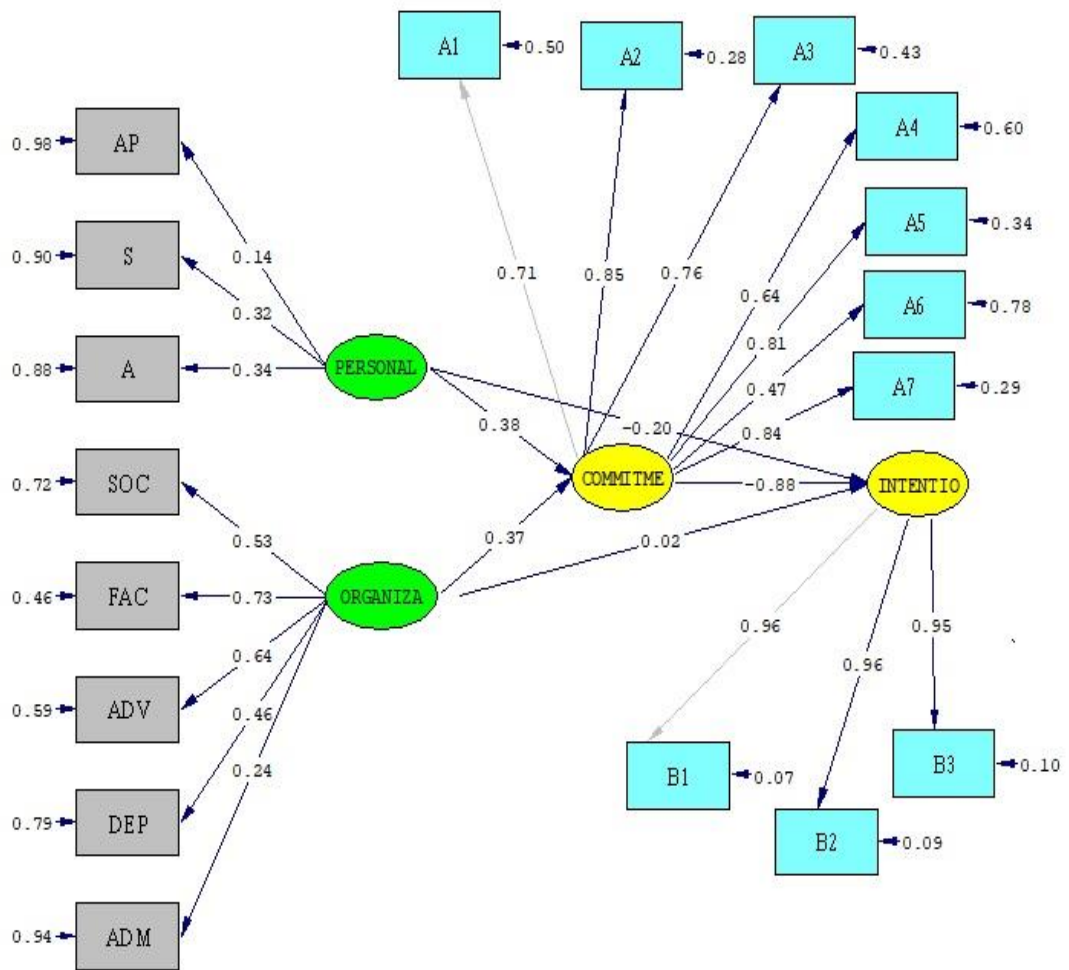 A1
0.50
A2
0.28
A3
0.43
A4
0.60
A5
0.34
A6
0.78
A7
0.29
0.98
AP
0.90
S
0.88
A
0.72
SOC
0.46
FAC
0.59
ADV
0.79
DEP
0.94
ADM
0.14
0.32
0.34
PERSONAL
0.53
0.73
0.64
0.46
0.24
ORGANIZA
0.38
0.37
-0.20
-0.88
0.02
COMMITME
0.71
0.85
0.76
0.64
0.81
0.47
0.84
INTENTIO
0.96
0.96
0.95
B1
0.07
B2
0.09
B3
0.10